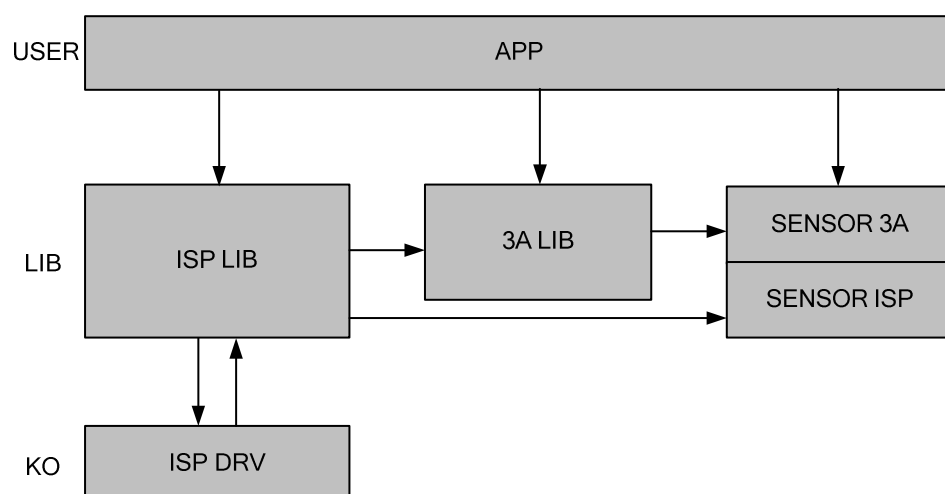 USER
APP
LIB
ISP LIB
3A LIB
SENSOR 3A
SENSOR ISP
KO
ISP DRV